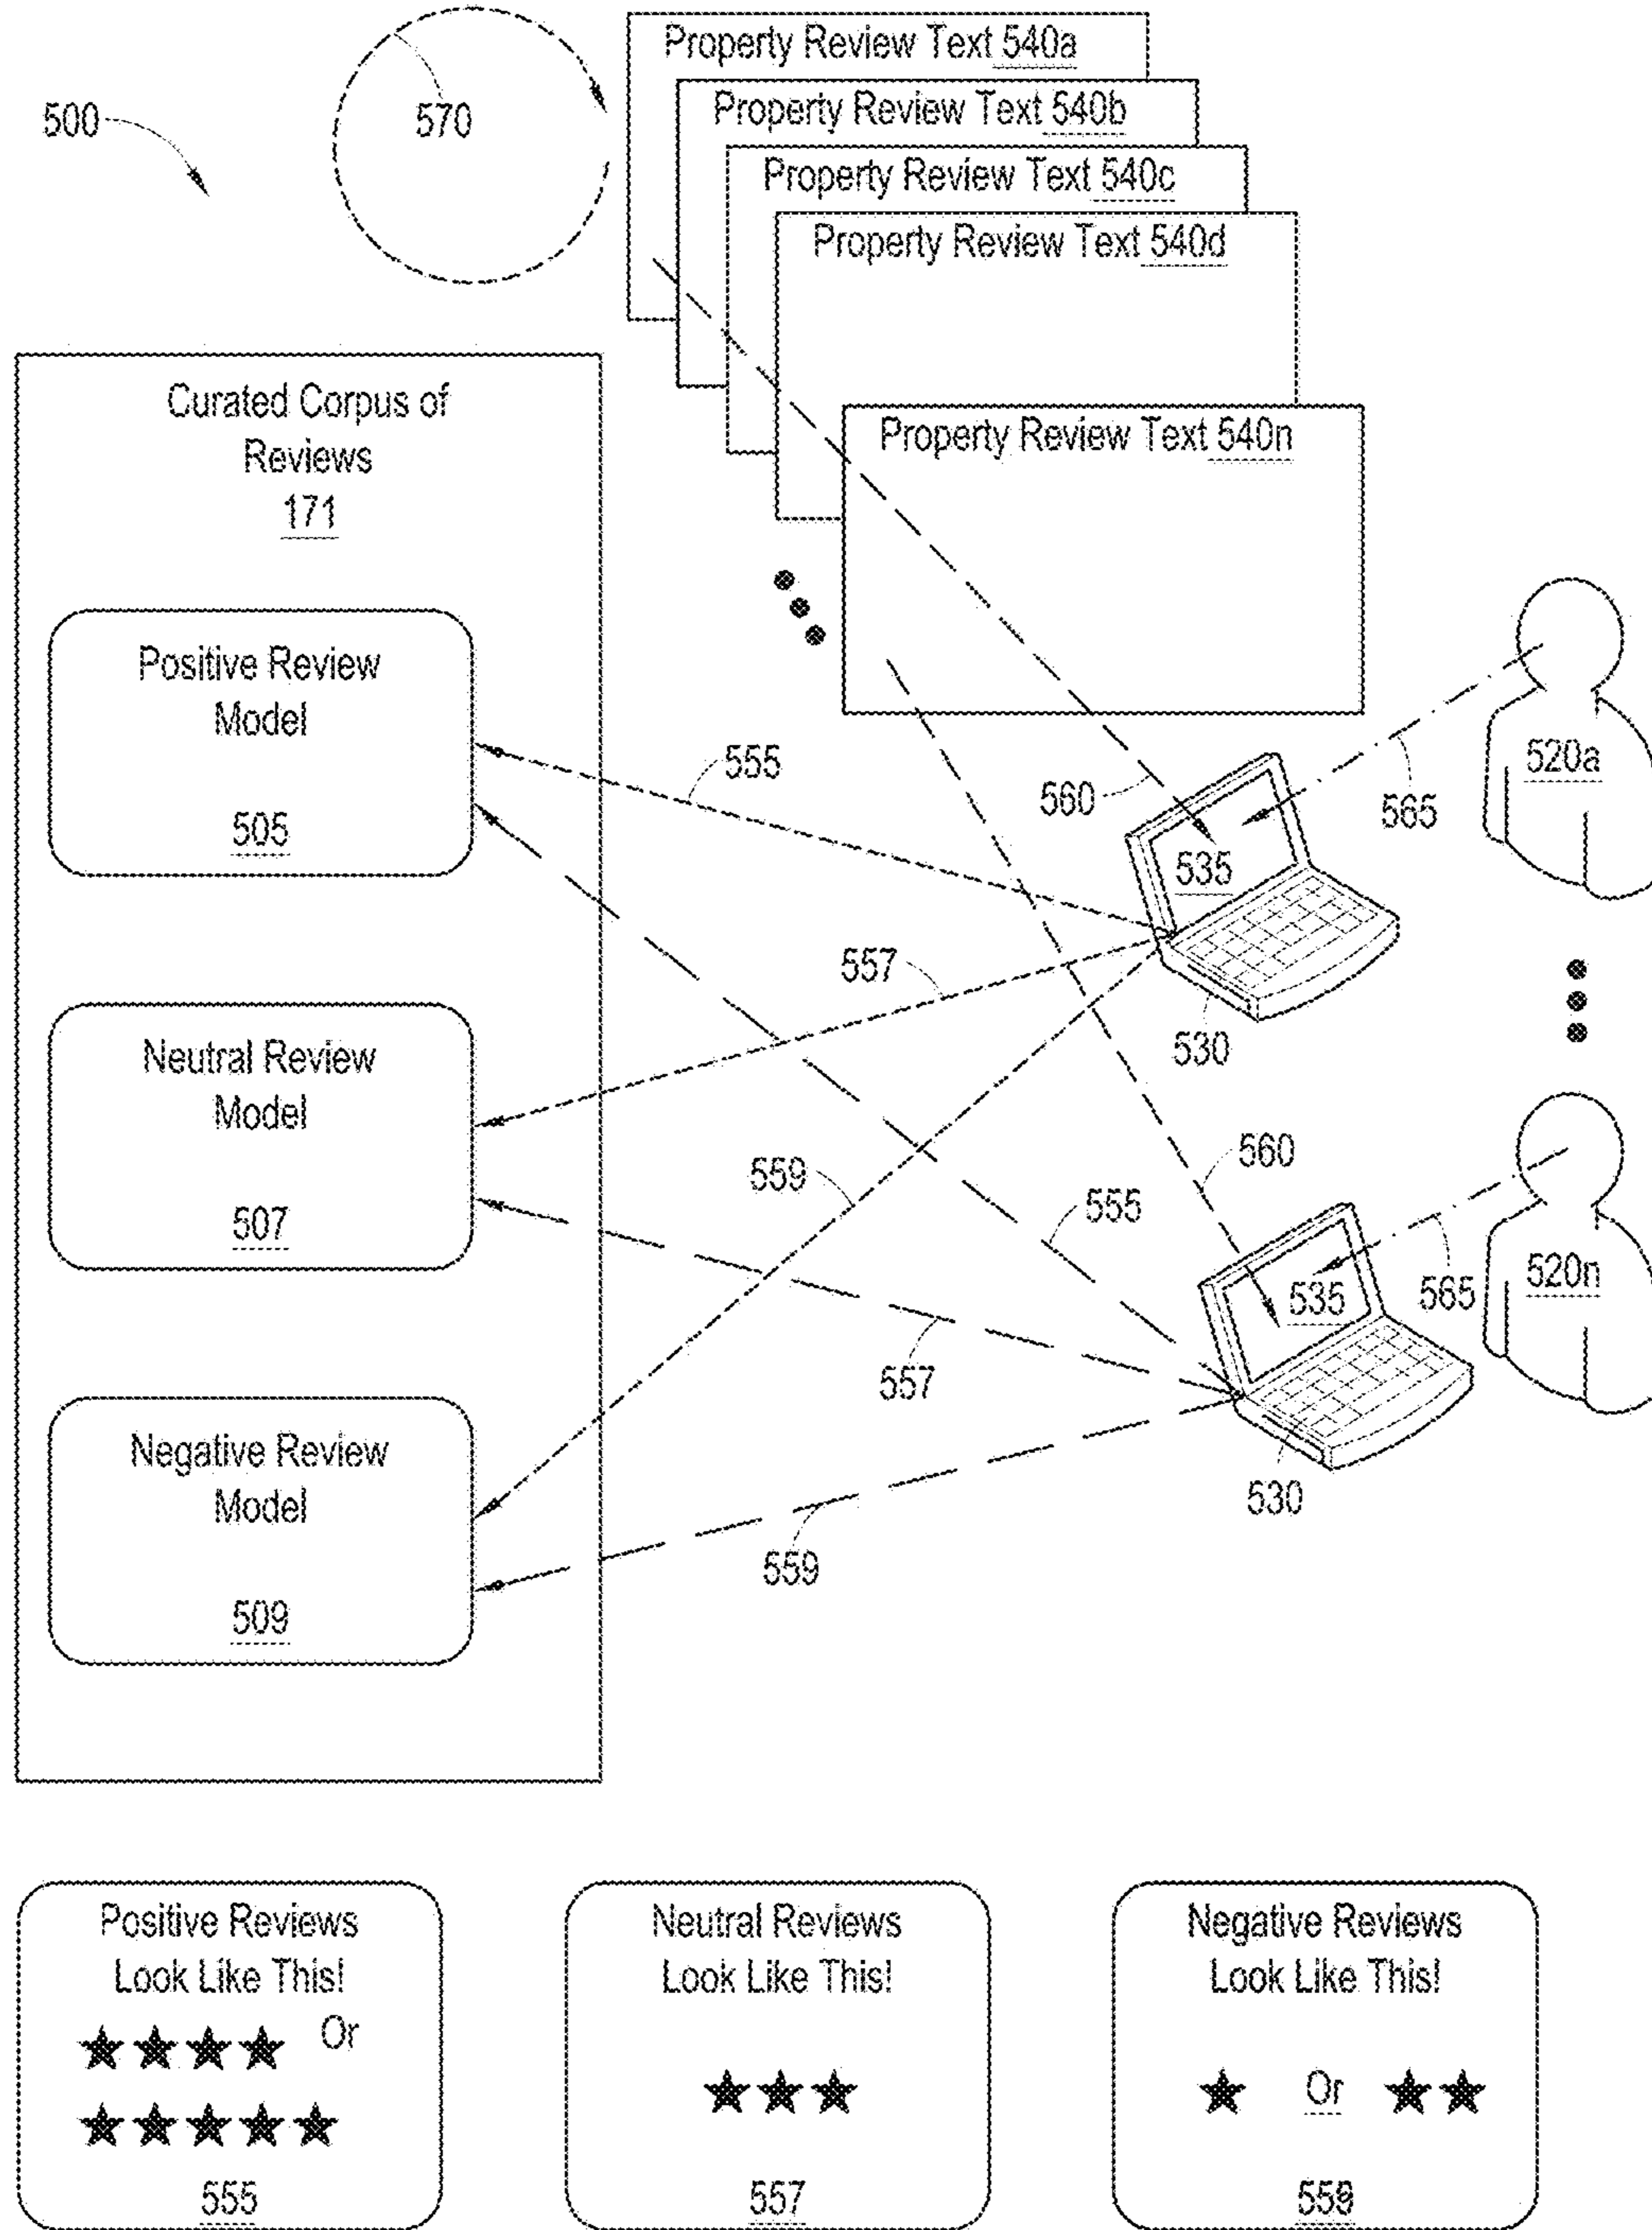 500
570
Property Review Text 540a
Property Review Text 540b
Property Review Text 540c
Property Review Text 540d
Property Review Text 540n
Curated Corpus of
Reviews
171
Positive Review
Model
505
Neutral Review
Model
507
Negative Review
Model
509
555
557
559
560
535
530
565
520a
555
557
559
560
535
530
565
520n
Positive Reviews
Look Like This!
Or
555
Neutral Reviews
Look Like This!
557
Negative Reviews
Look Like This!
Or
559